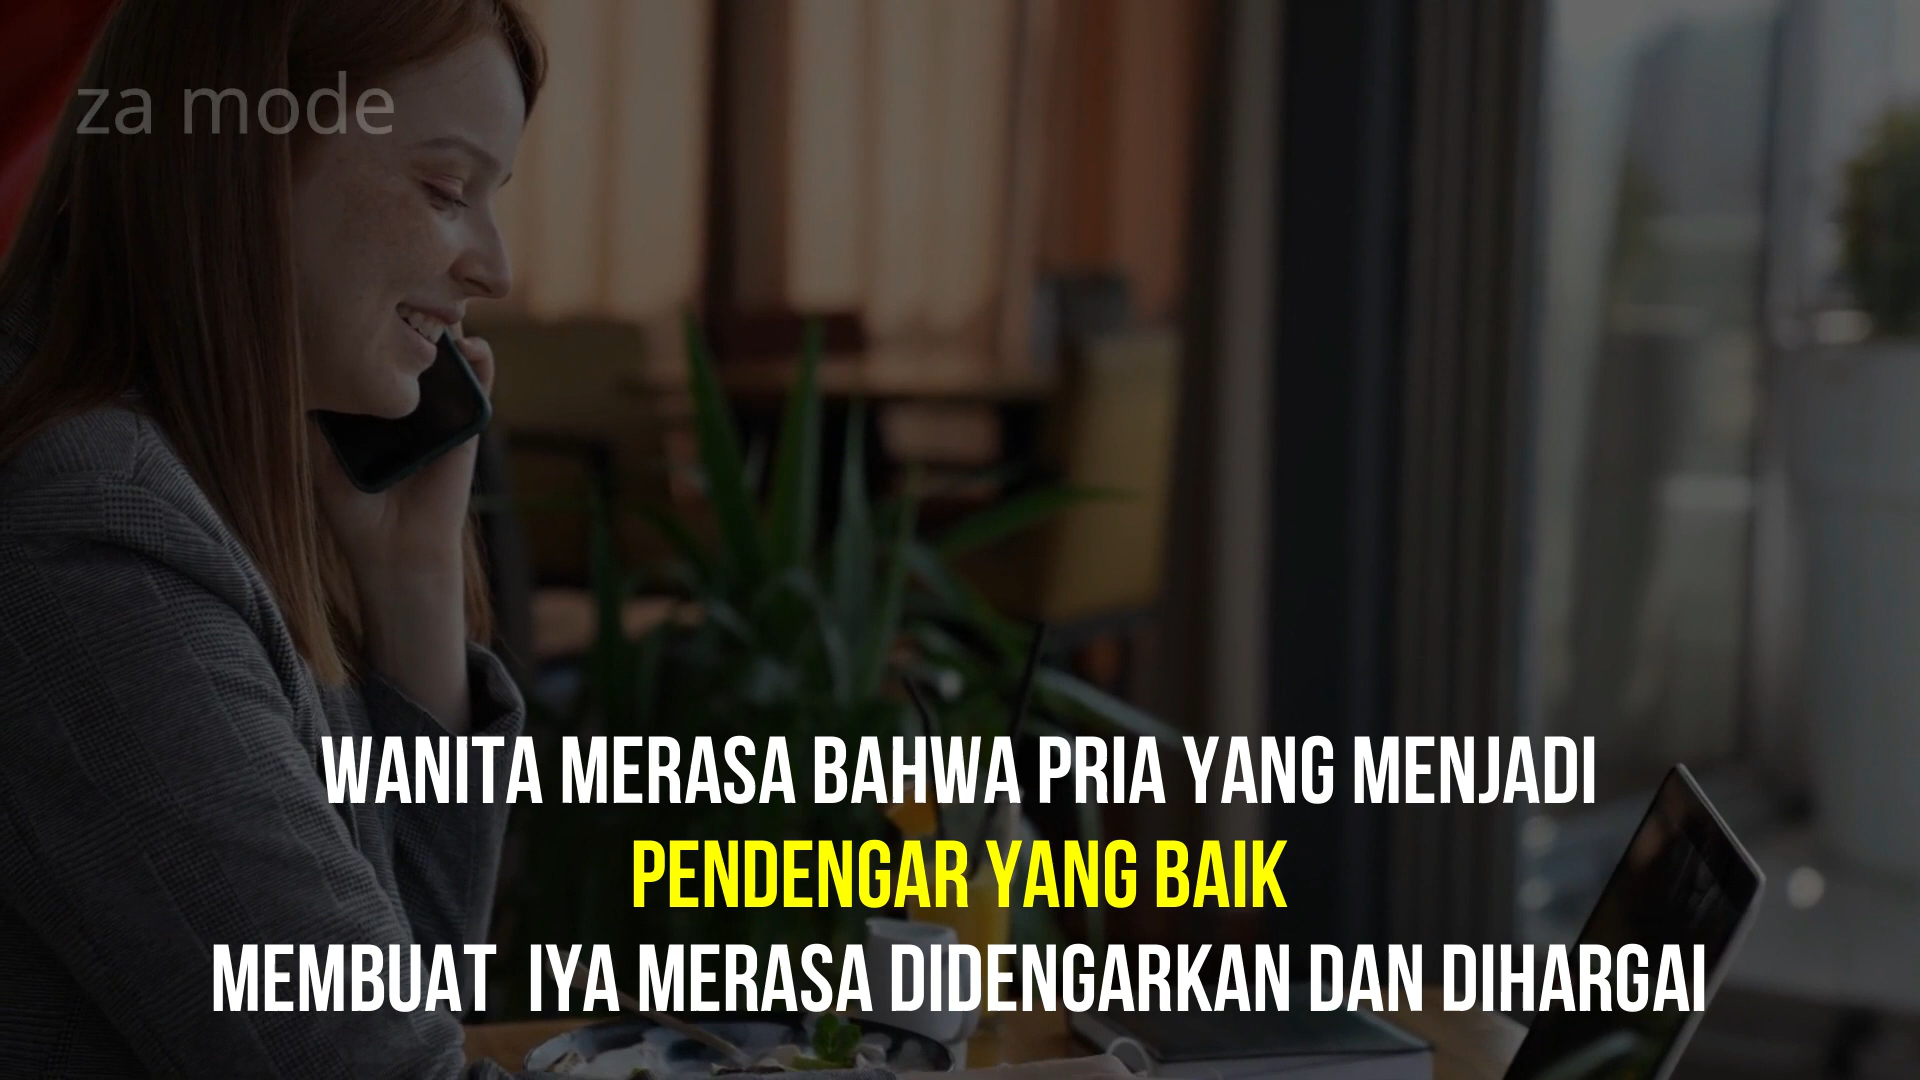 za mode
WANITA MERASA BAHWA PRIA YANG MENJADI
PENDENGAR YANG BAIK
MEMBUAT  IYA MERASA DIDENGARKAN DAN DIHARGAI